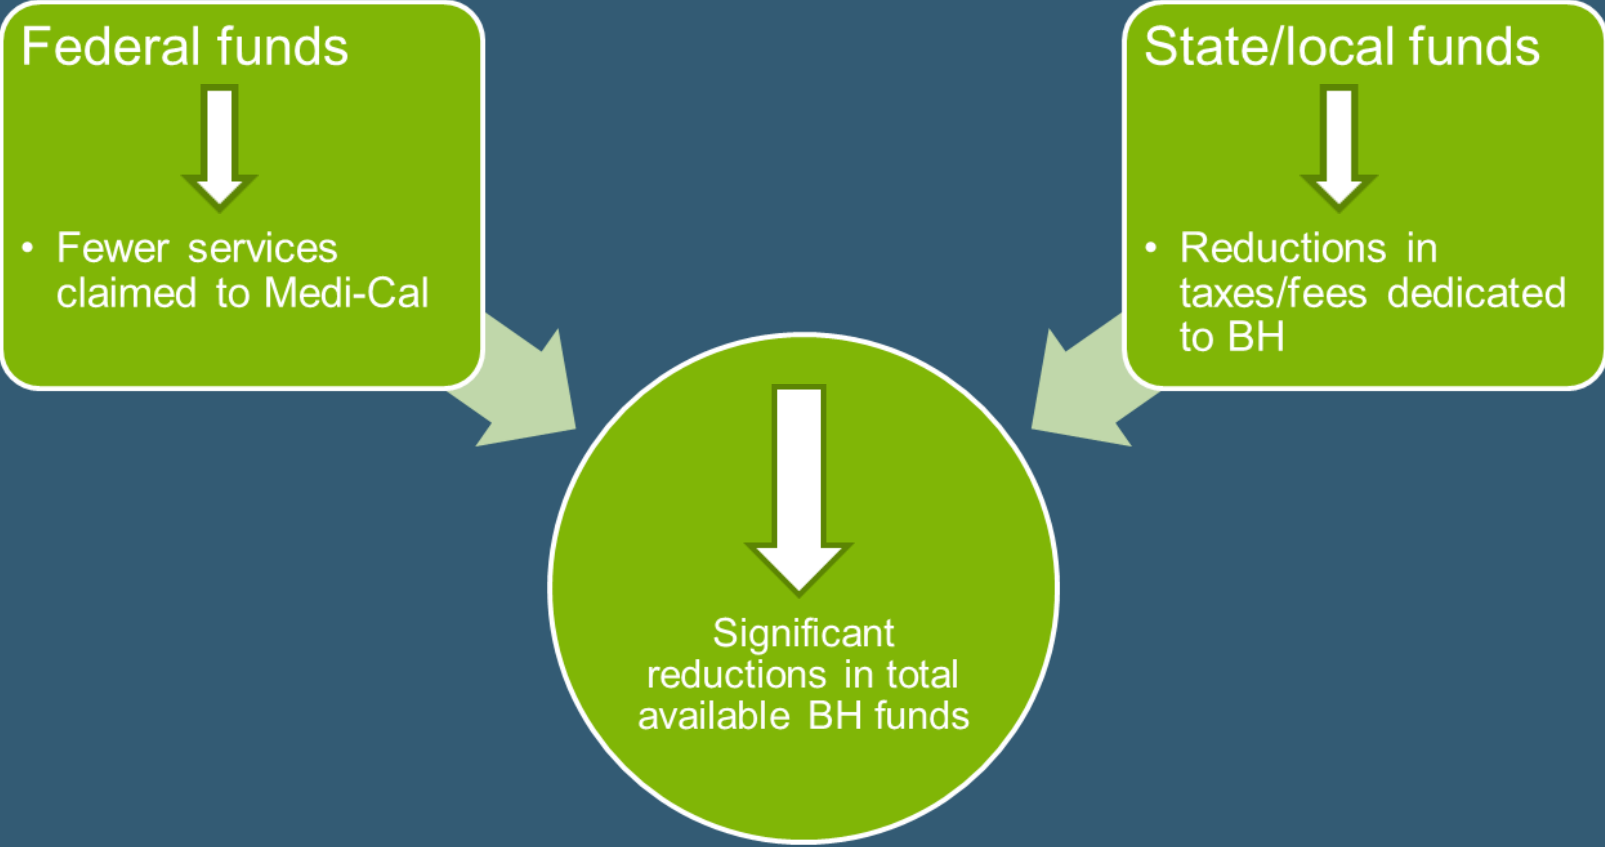 Federal funds
• Fewer services
claimed to Medi-Cal
State/local funds
• Reductions in
taxes/fees dedicated
to BH
Significant
reductions in total
available BH funds